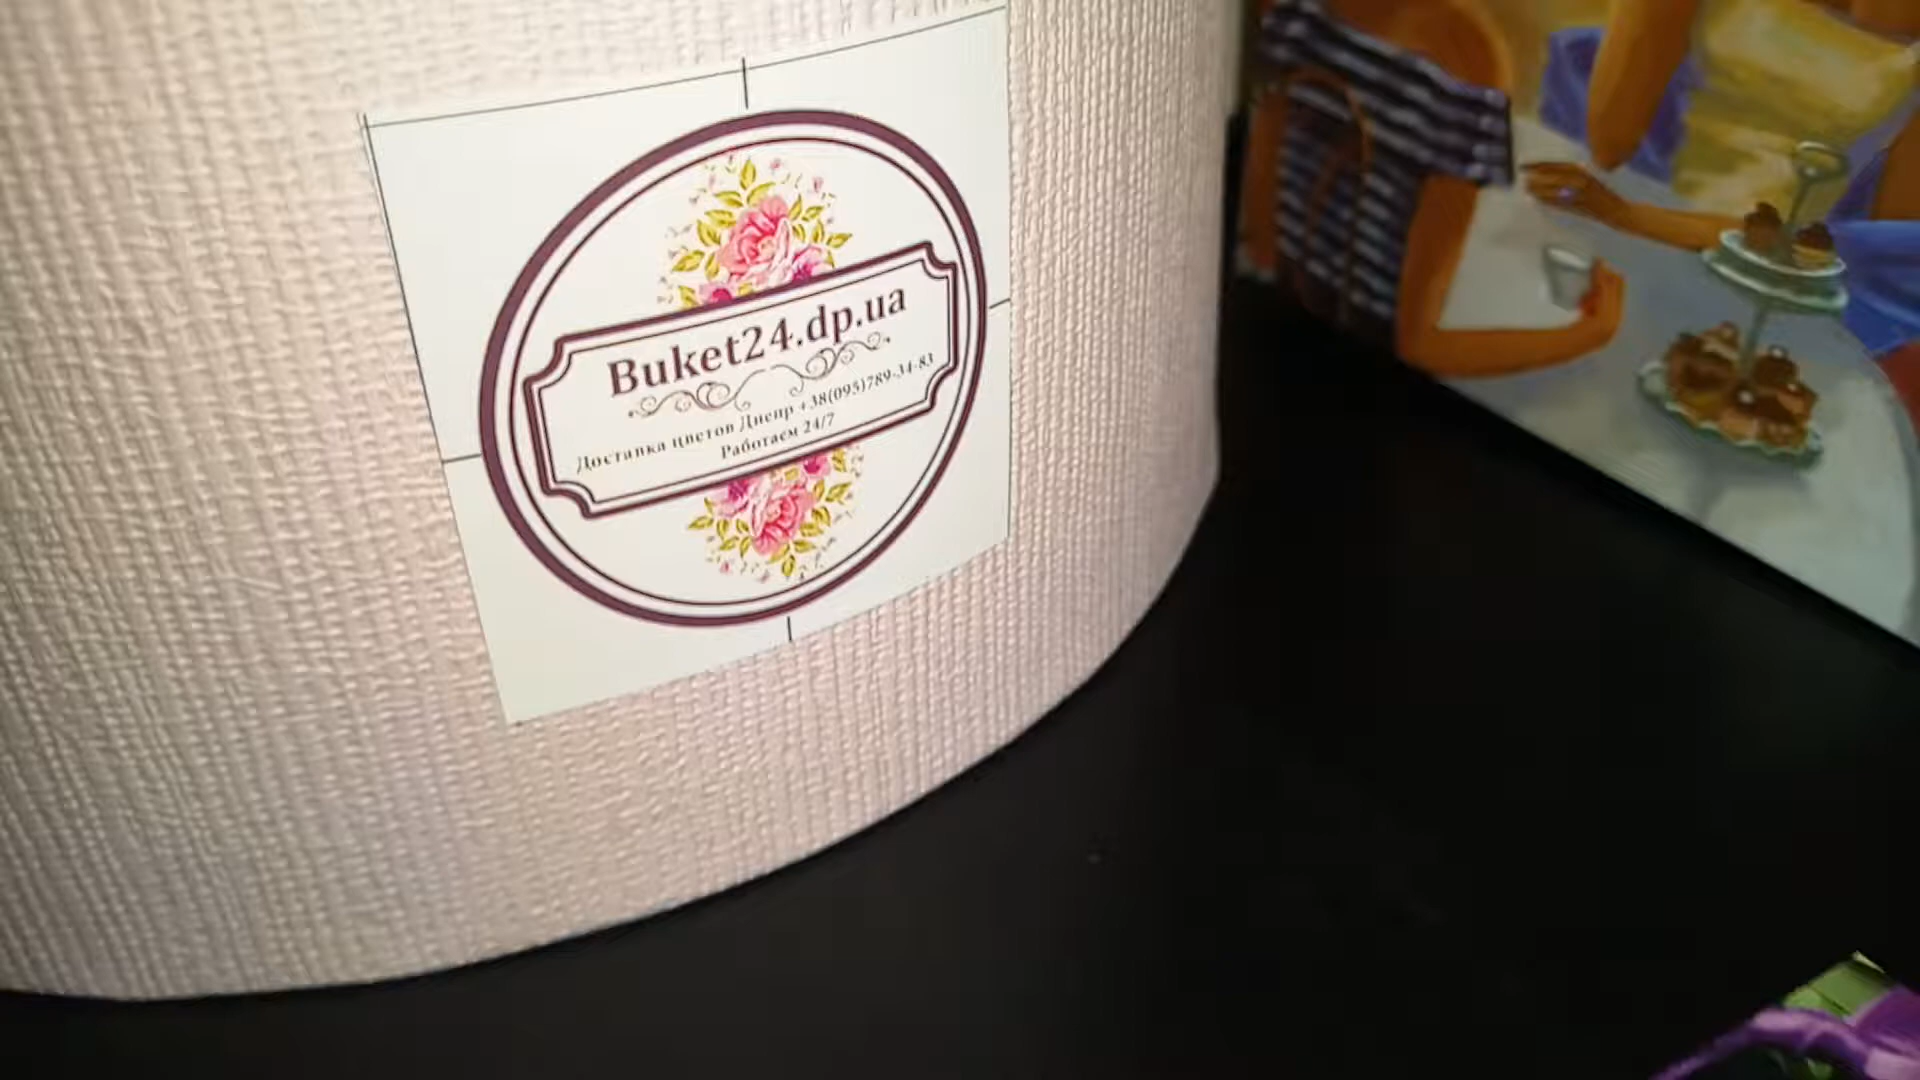 Buket24.dp.ua
Доставка цветов Днепр +38(095)789-34-83
Работаем 24/7